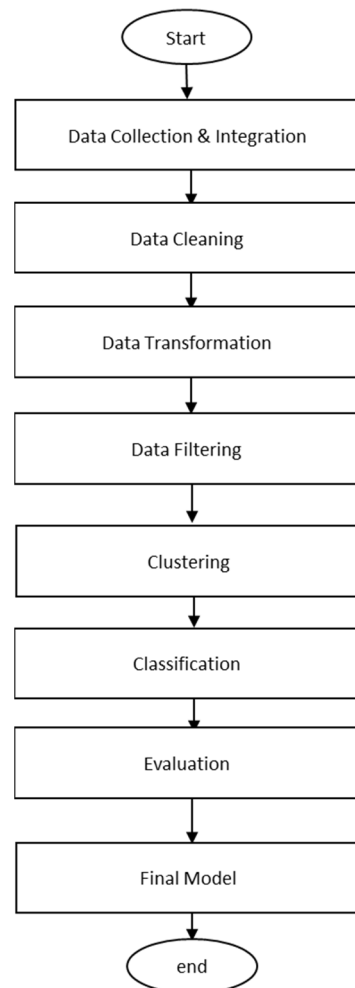 Start
Data Collection & Integration
Data Cleaning
Data Transformation
Data Filtering
Clustering
Classification
Evaluation
Final Model
end